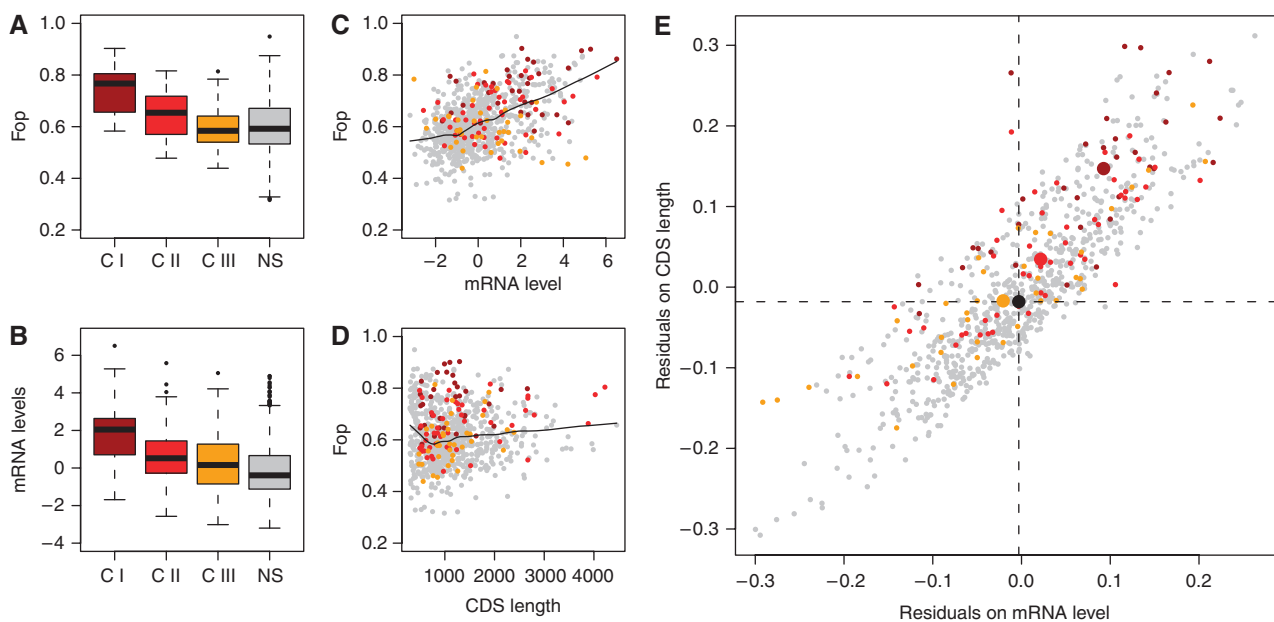 A
1.0
0.8
0.6
0.4
0.2
Fop
C I
C II
C III
NS
B
6
4
2
0
−2
−4
mRNA levels
C I
C II
C III
NS
C
1.0
0.8
0.6
0.4
0.2
Fop
−2
0
2
4
6
mRNA level
D
1.0
0.8
0.6
0.4
0.2
Fop
1000
2000
3000
4000
CDS length
E
0.3
0.2
0.1
0.0
−0.1
−0.2
−0.3
Residuals on CDS length
−0.3
−0.2
−0.1
0.0
0.1
0.2
Residuals on mRNA level